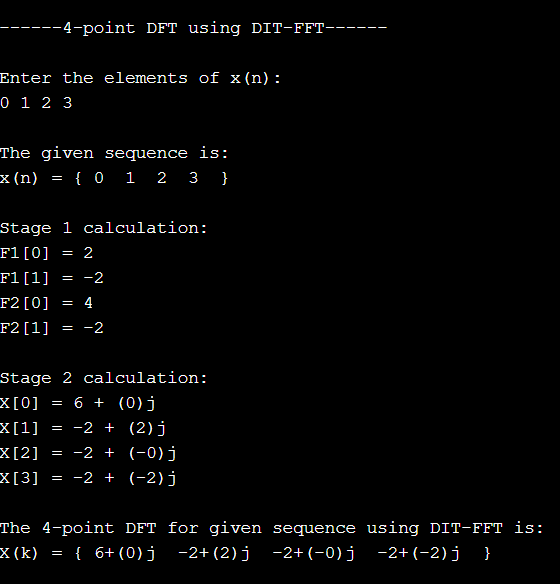 ------4-point DFT using DIT-FFT------
Enter the elements of x(n):
0 1 2 3
The given sequence is:
x(n) = { 0  1  2  3  }
Stage 1 calculation:
F1[0] = 2
F1[1] = -2
F2[0] = 4
F2[1] = -2
Stage 2 calculation:
X[0] = 6 + (0)j
X[1] = -2 + (2)j
X[2] = -2 + (-0)j
X[3] = -2 + (-2)j
The 4-point DFT for given sequence using DIT-FFT is:
X(k) = { 6+(0)j  -2+(2)j  -2+(-0)j  -2+(-2)j  }